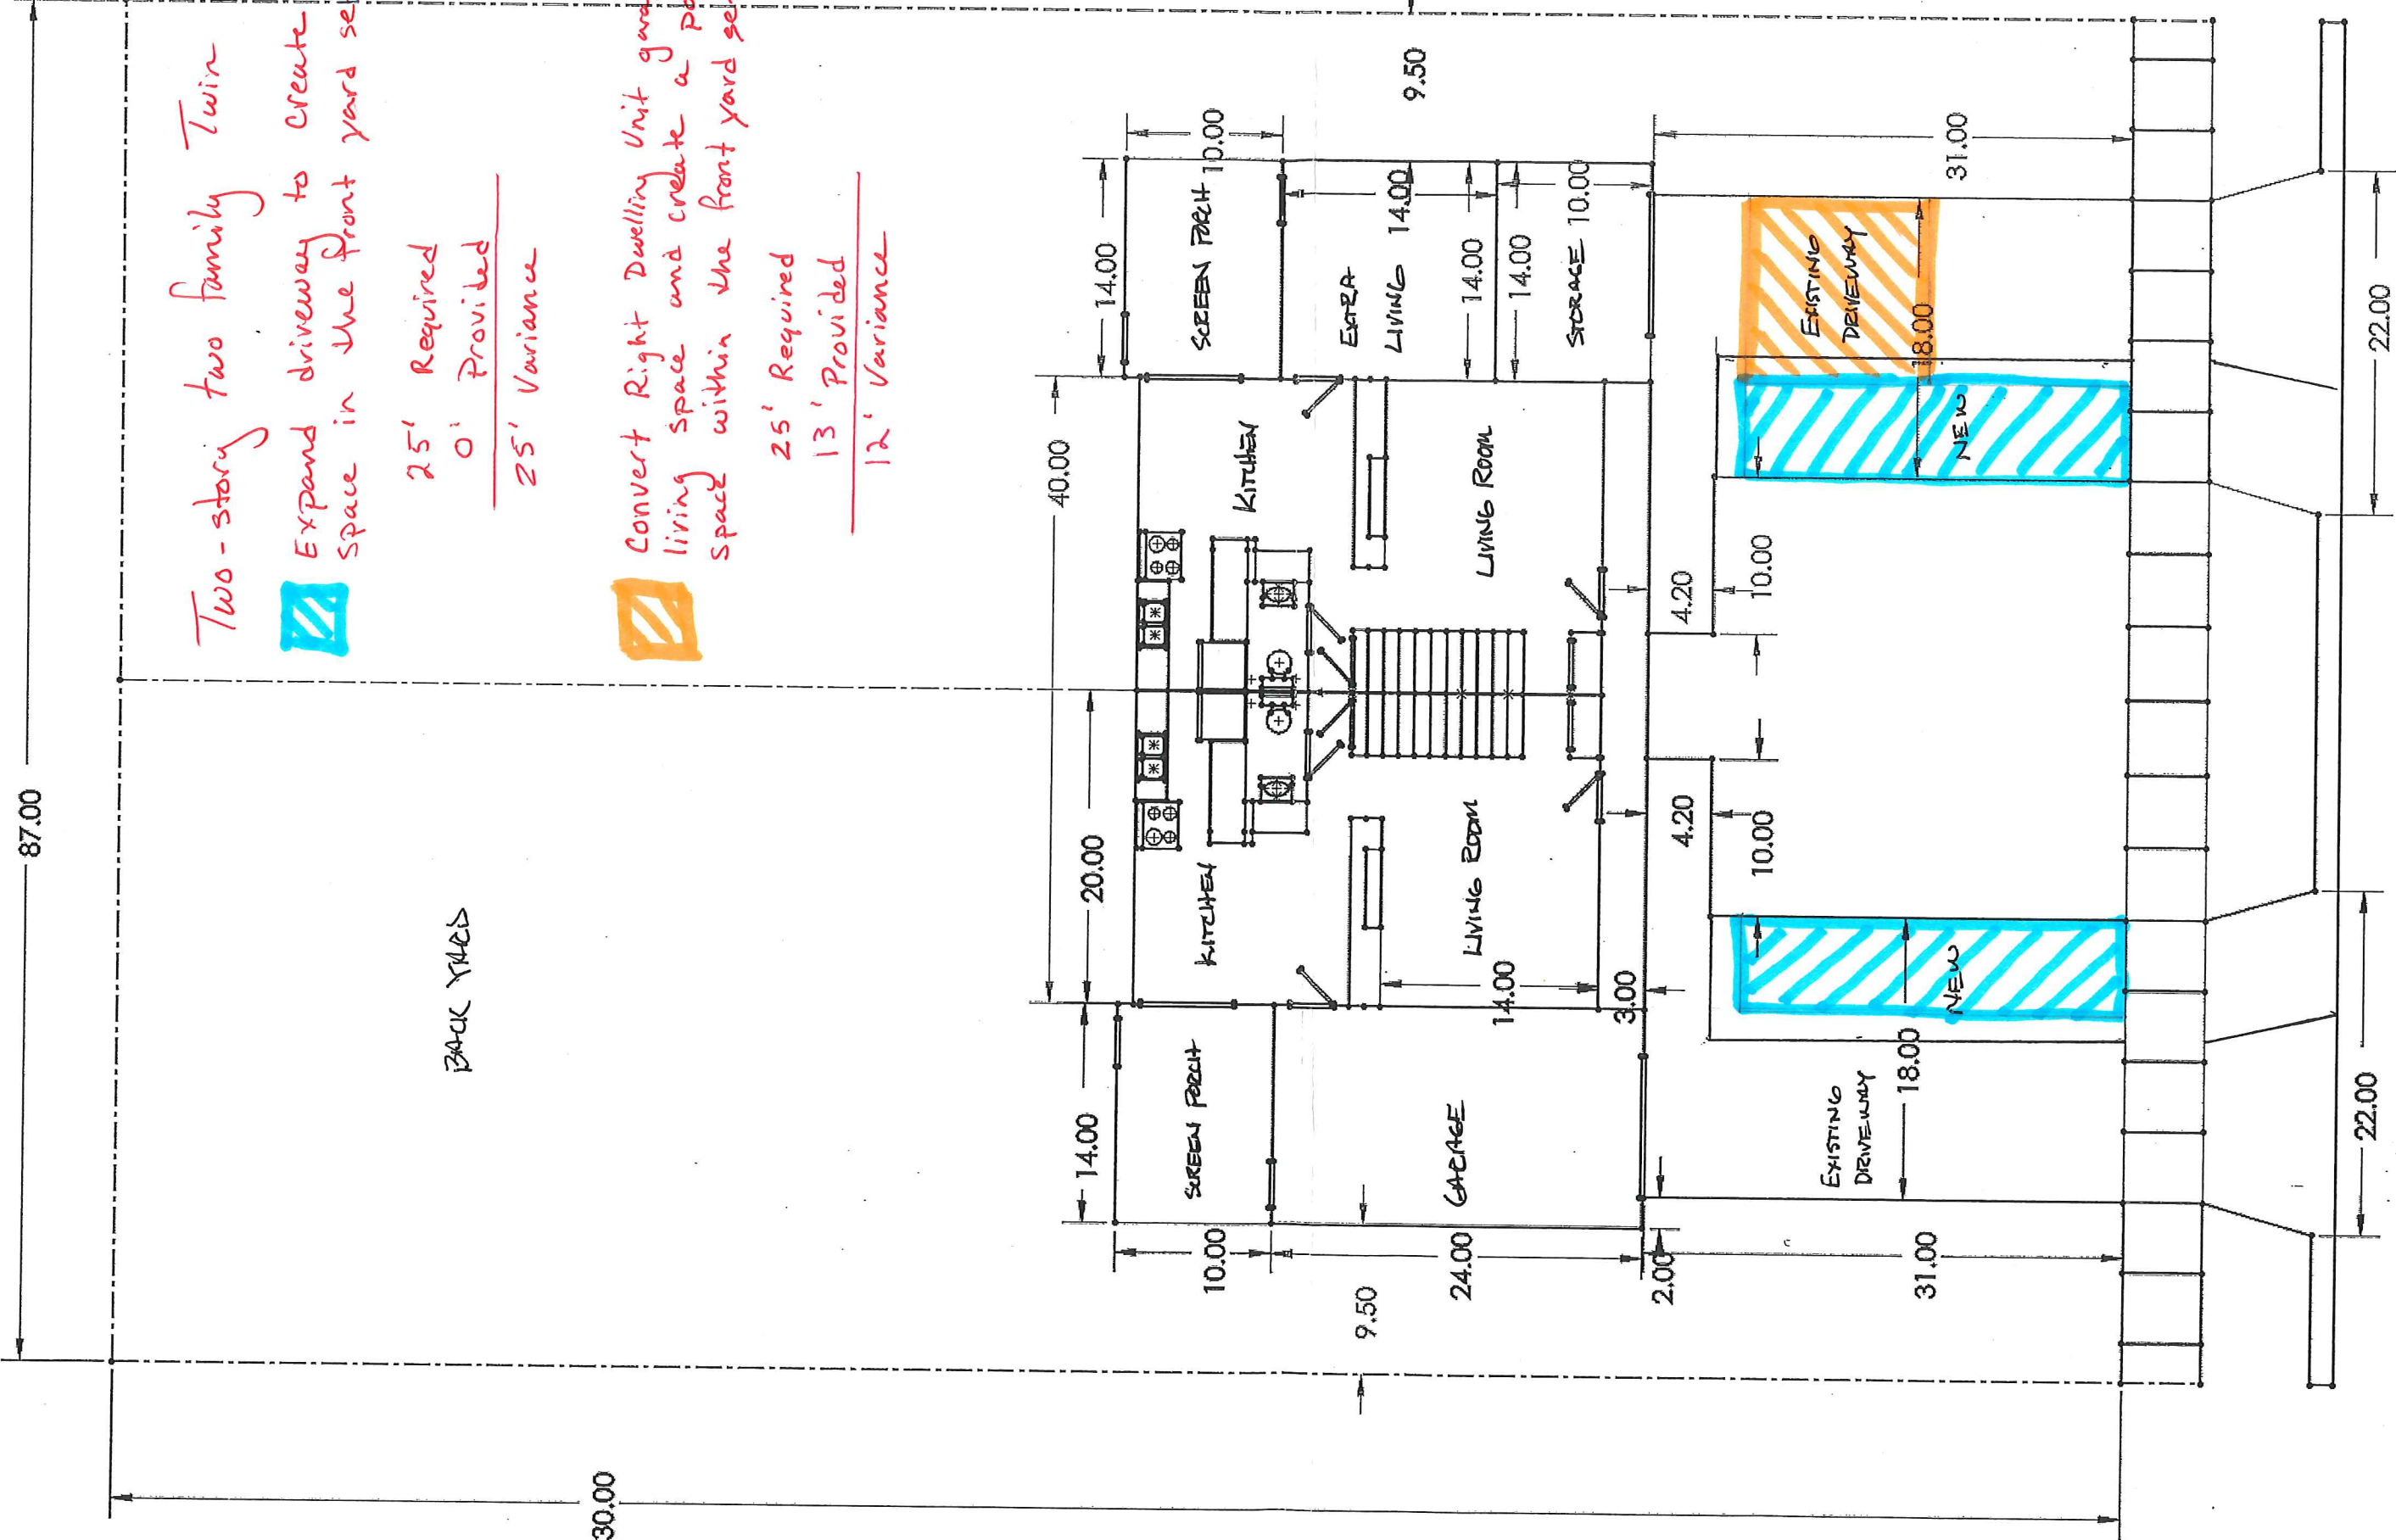 Two-story two family Twin
Expand driveway to create
space in the front yard
25' Required
0' Provided
25' Variance
Convert Right Dwelling Unit
living space and create a
space within the front yard
25' Required
13' Provided
12' Variance
87.00
30.00
BACK YARD
40.00
20.00
14.00
14.00
SCREEN PORCH
10.00
SCREEN PORCH
10.00
KITCHEN
KITCHEN
EXTRA
LIVING
14.00
14.00
14.00
STORAGE
10.00
LIVING ROOM
LIVING ROOM
14.00
3.00
GARAGE
24.00
9.50
9.50
2.00
4.20
4.20
10.00
10.00
31.00
31.00
EXISTING
DRIVEWAY
18.00
NEW
EXISTING
DRIVEWAY
18.00
NEW
22.00
22.00